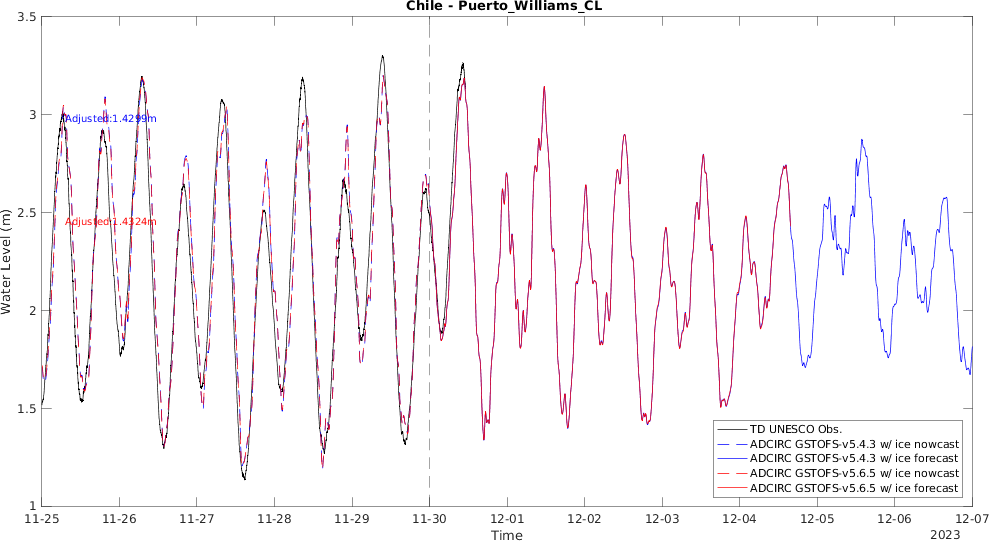 Chile - Puerto_Williams_CL
3.5
3
2.5
2
1.5
1
Water Level (m)
Adjusted:1.4299m
Adjusted:1.4324m
TD UNESCO Obs.
ADCIRC GSTOFS-v5.4.3 w/ ice nowcast
ADCIRC GSTOFS-v5.4.3 w/ ice forecast
ADCIRC GSTOFS-v5.6.5 w/ ice nowcast
ADCIRC GSTOFS-v5.6.5 w/ ice forecast
11-25 11-26 11-27 11-28 11-29 11-30 12-01 12-02 12-03 12-04 12-05 12-06 12-07
Time
2023